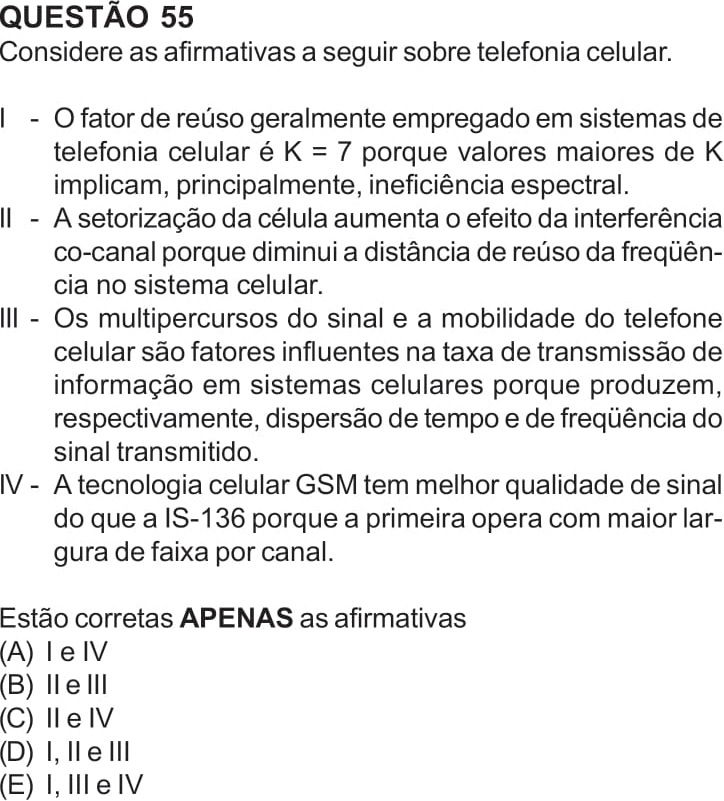 QUESTÃO 55
Considere as afirmativas a seguir sobre telefonia celular.
I - O fator de reúso geralmente empregado em sistemas de
telefonia celular é K = 7 porque valores maiores de K
implicam, principalmente, ineficiência espectral.
II - A setorização da célula aumenta o efeito da interferência
co-canal porque diminui a distância de reúso da freqüên-
cia no sistema celular.
III - Os multipercursos do sinal e a mobilidade do telefone
celular são fatores influentes na taxa de transmissão de
informação em sistemas celulares porque produzem,
respectivamente, dispersão de tempo e de freqüência do
sinal transmitido.
IV - A tecnologia celular GSM tem melhor qualidade de sinal
do que a IS-136 porque a primeira opera com maior lar-
gura de faixa por canal.
Estão corretas APENAS as afirmativas
(A) I e IV
(B) II e III
(C) II e IV
(D) I, II e III
(E) I, III e IV